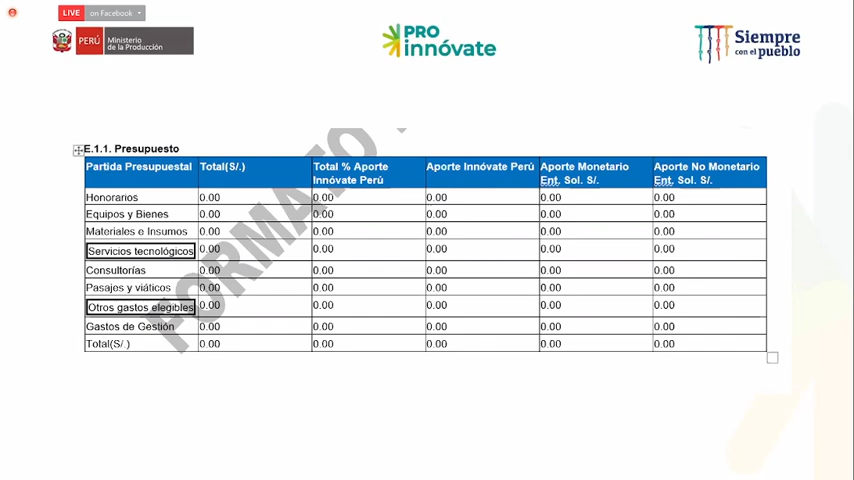 LIVE on Facebook
PERÚ Ministerio de la Producción
PRO innóvate
Siempre con el pueblo
E.1.1. Presupuesto
Partida Presupuestal Total(S/.) Total % Aporte Innóvate Perú Aporte Innóvate Perú Aporte Monetario Ent. Sol. S/. Aporte No Monetario Ent. Sol. S/.
Honorarios 0.00 0.00 0.00 0.00 0.00
Equipos y Bienes 0.00 0.00 0.00 0.00 0.00
Materiales e Insumos 0.00 0.00 0.00 0.00 0.00
Servicios tecnológicos 0.00 0.00 0.00 0.00 0.00
Consultorías 0.00 0.00 0.00 0.00 0.00
Pasajes y viáticos 0.00 0.00 0.00 0.00 0.00
Otros gastos elegibles 0.00 0.00 0.00 0.00 0.00
Gastos de Gestión 0.00 0.00 0.00 0.00 0.00
Total(S/.) 0.00 0.00 0.00 0.00 0.00
FORMATO